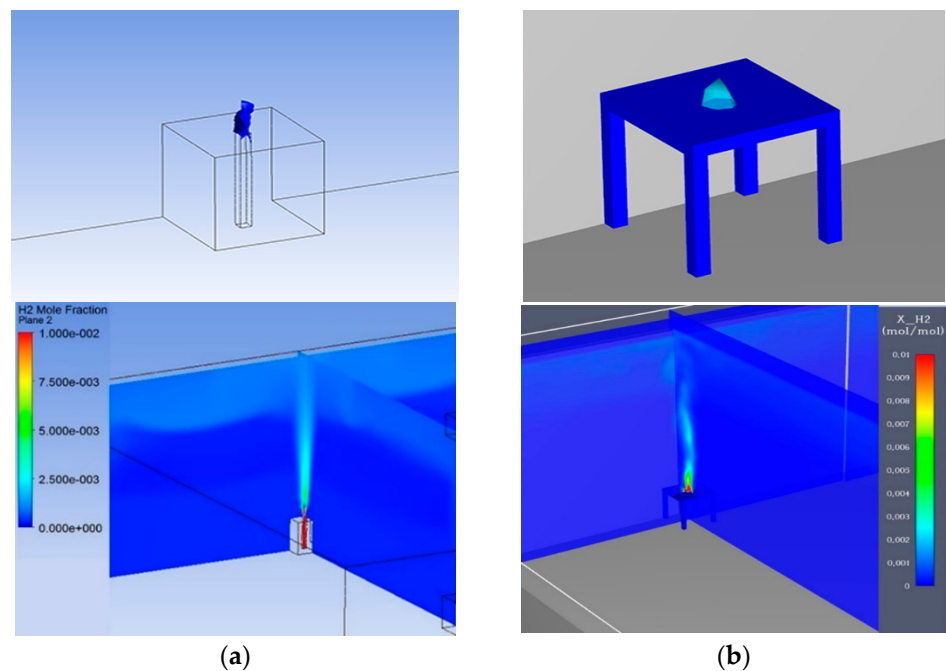 H2 Mole Fraction
Plane 2
1.000e-002
7.500e-003
5.000e-003
2.500e-003
0.000e+000
X_H2
(mol/mol)
0,01
0,009
0,008
0,007
0,006
0,005
0,004
0,003
0,002
0,001
0
(a)
(b)